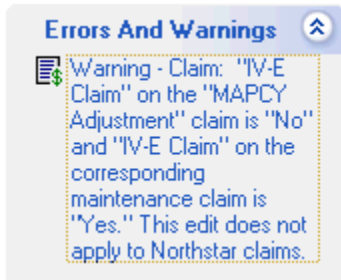 Errors And Warnings
Warning - Claim:  "IV-E
Claim" on the "MAPCY
Adjustment" claim is "No"
and "IV-E Claim" on the
corresponding
maintenance claim is
"Yes." This edit does not
apply to Northstar claims.